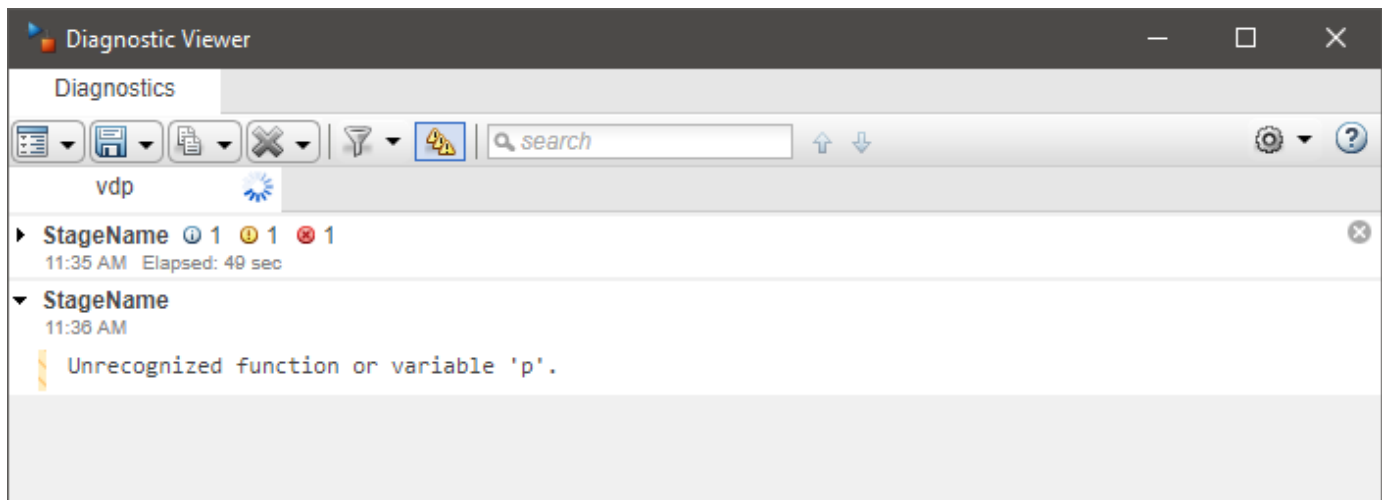 Diagnostic Viewer
Diagnostics
search
vdp
StageName 1 1 1
11:35 AM Elapsed: 49 sec
StageName
11:36 AM
Unrecognized function or variable 'p'.